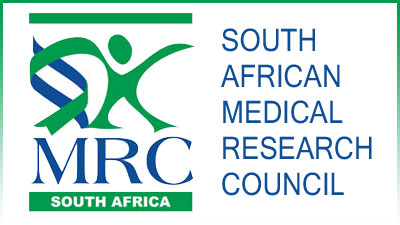 MRC
SOUTH AFRICA
SOUTH
AFRICAN
MEDICAL
RESEARCH
COUNCIL